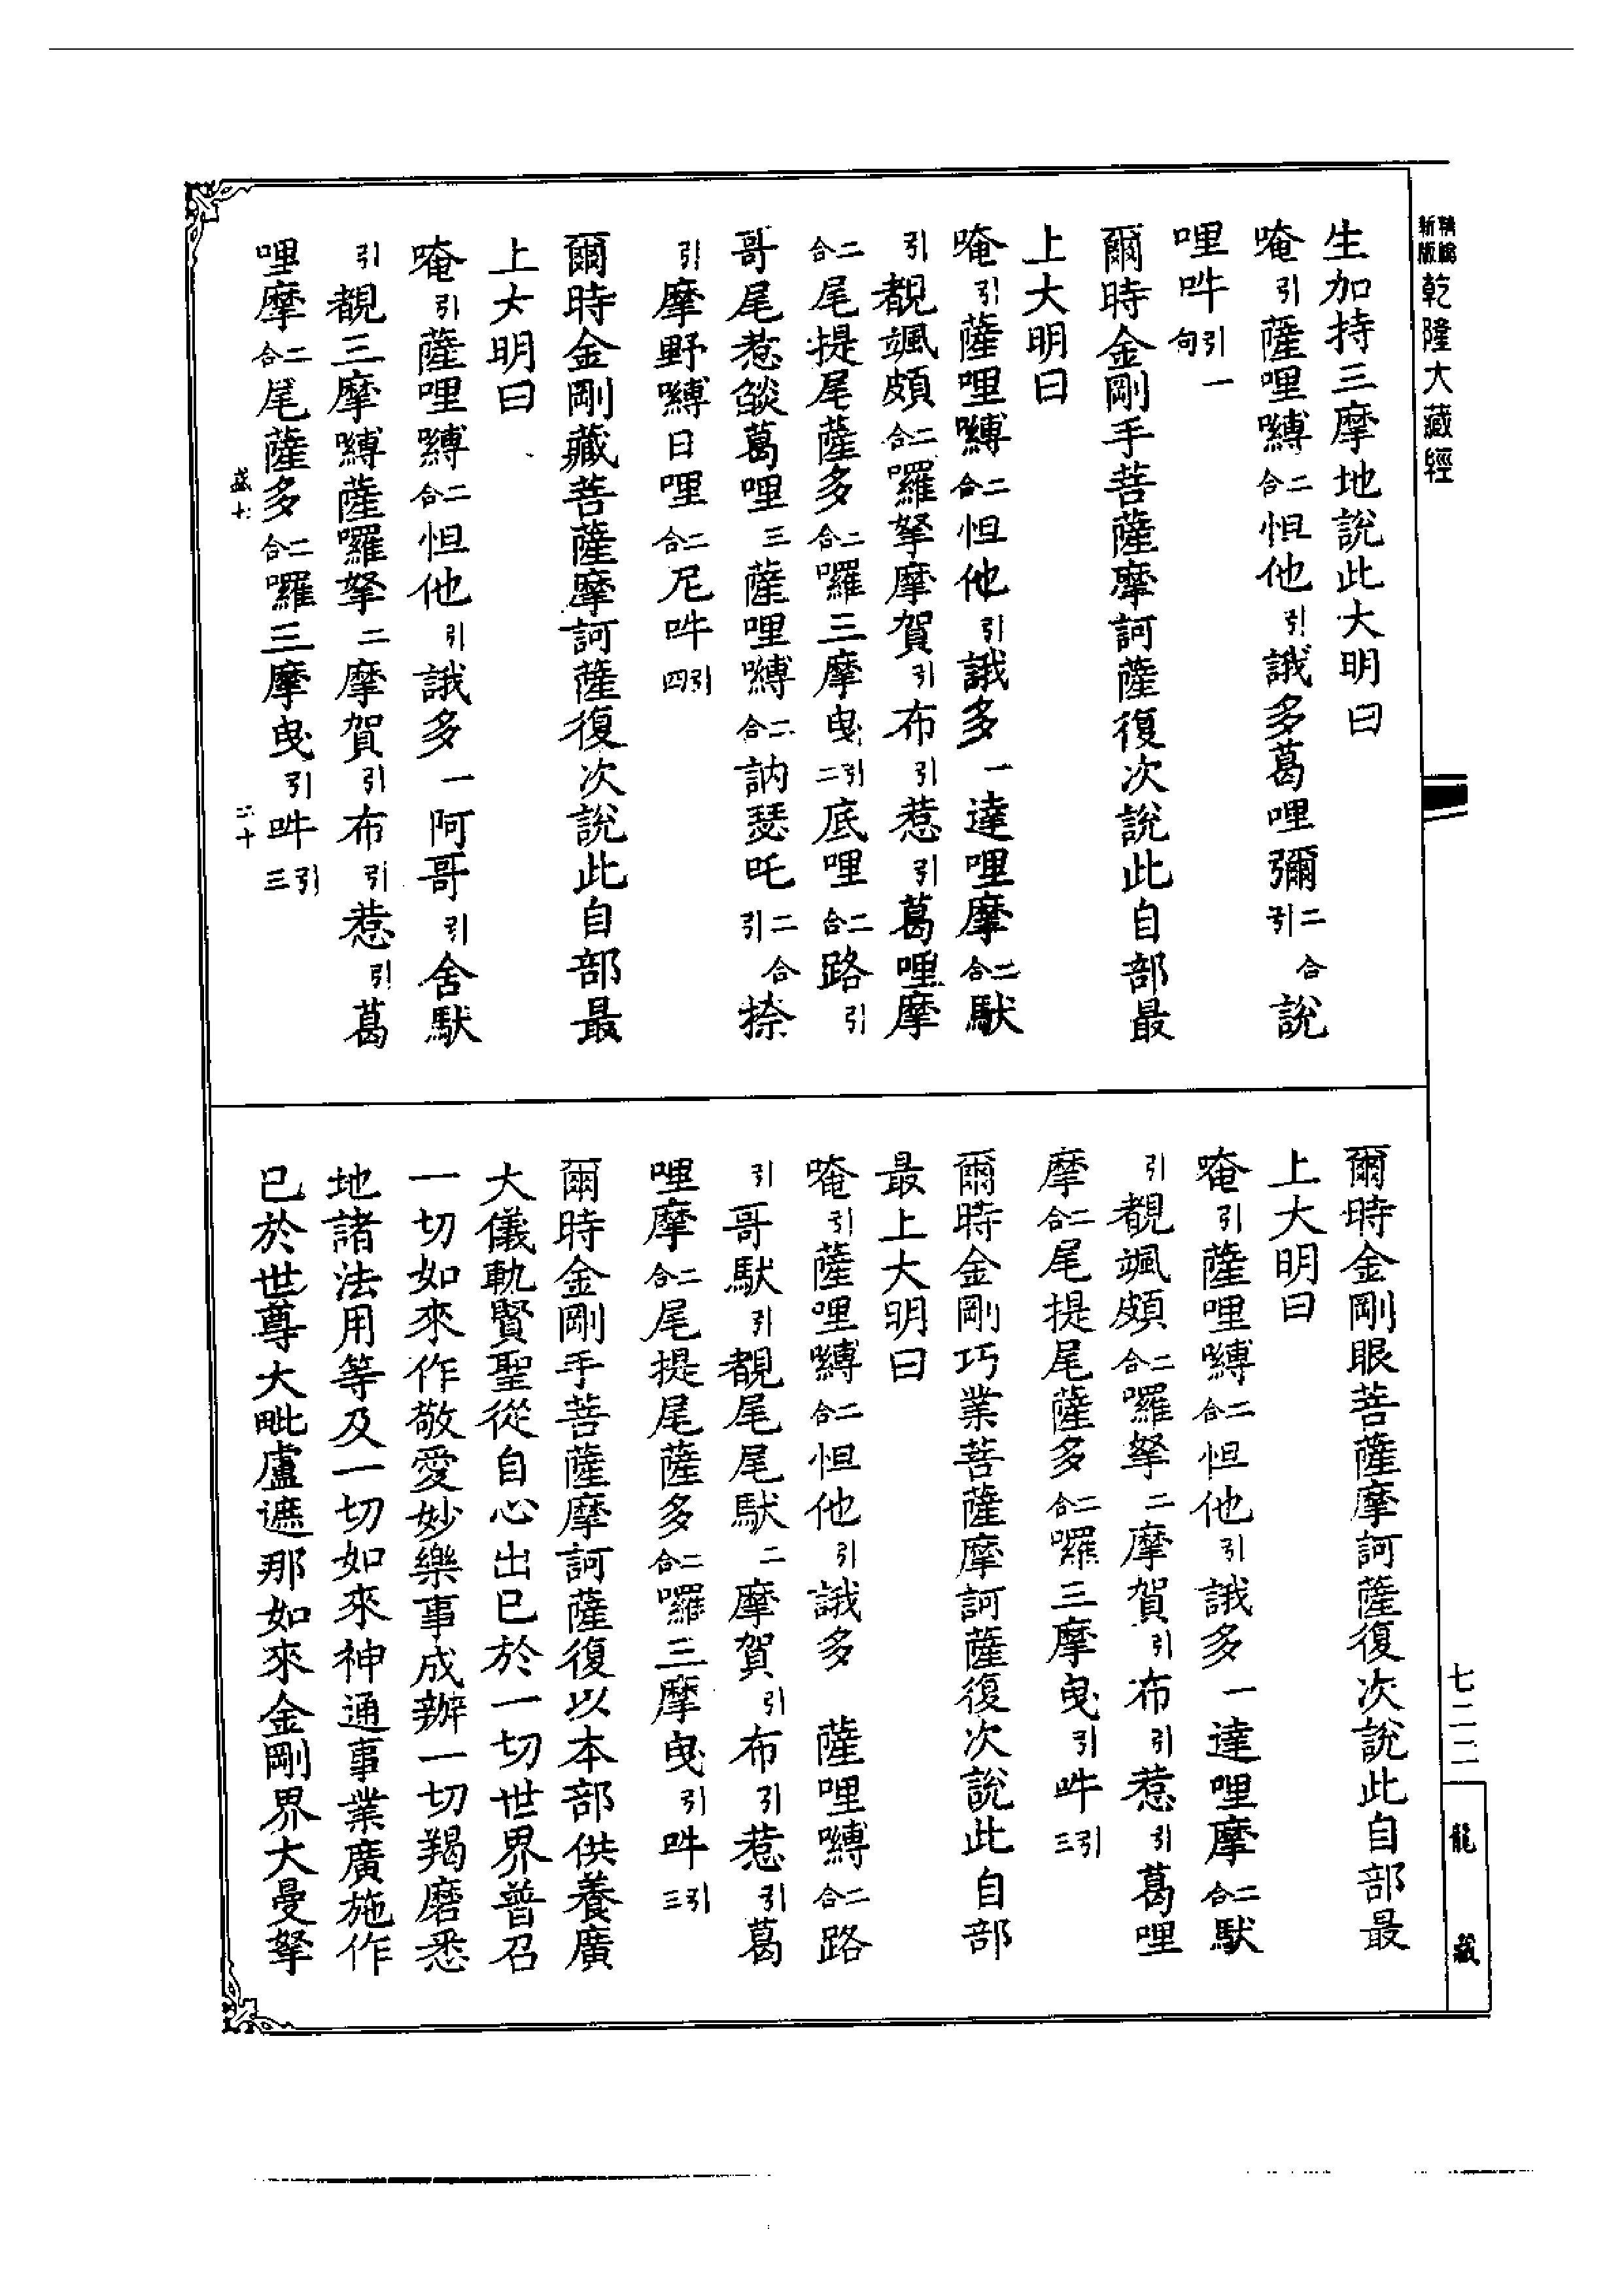 新版 精編 乾隆大藏經
生加持三摩地說此大明曰
唵引薩哩嚩二合怛他引誐多葛哩彌二合引說
哩吽引一句
爾時金剛手菩薩摩訶薩復次說此自部最
上大明曰
唵引薩哩嚩二合怛他引誐多一達哩摩二合馱
引覩颯頗二合囉拏摩賀引布引惹引葛哩摩
二合尾提尾薩多二合囉三摩曳引二底哩二合路引
哥尾惹燄葛哩三薩哩嚩二合訥瑟吒二合引捺
引摩野嚩日哩二合尼吽引四
爾時金剛藏菩薩摩訶薩復次說此自部最
上大明曰
唵引薩哩嚩二合怛他引誐多一阿哥引舍馱
引覩三摩嚩薩囉拏二摩賀引布引惹引葛
哩摩二合尾薩多二合囉三摩曳引吽引三
盛七
二十
爾時金剛眼菩薩摩訶薩復次說此自部最
上大明曰
唵引薩哩嚩二合怛他引誐多一達哩摩二合馱
引覩颯頗二合囉拏二摩賀引布引惹引葛哩
摩二合尾提尾薩多二合囉三摩曳引吽引三
爾時金剛巧業菩薩摩訶薩復次說此自部
最上大明曰
唵引薩哩嚩二合怛他引誐多 薩哩嚩二合路
引哥馱引覩尾尾馱二摩賀引布引惹引葛
哩摩二合尾提尾薩多二合囉三摩曳引吽引三
爾時金剛手菩薩摩訶薩復以本部供養廣
大儀軌賢聖從自心出已於一切世界普召
一切如來作敬愛妙樂事成辦一切羯磨悉
地諸法用等及一切如來神通事業廣施作
已於世尊大毗盧遮那如來金剛界大曼拏
七二二
龍藏